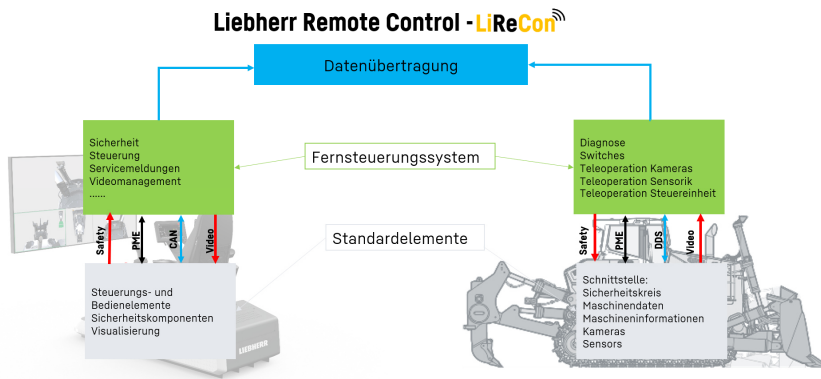 Liebherr Remote Control - LiReCon
Datenübertragung
Sicherheit
Steuerung
Servicemeldungen
Videomanagement
......
Fernsteuerungssystem
Diagnose
Switches
Teleoperation Kameras
Teleoperation Sensorik
Teleoperation Steuereinheit
Safety
PME
CAN
Video
Standardelemente
Safety
PME
DDS
Video
Steuerungs- und
Bedienelemente
Sicherheitskomponenten
Visualisierung
LIEBHERR
Schnittstelle:
Sicherheitskreis
Maschinendaten
Maschineninformationen
Kameras
Sensors